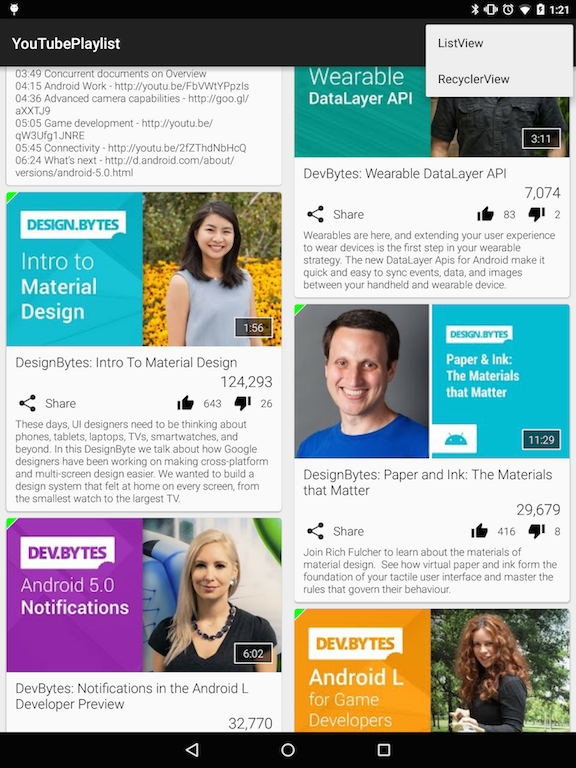 1:21
YouTubePlaylist
ListView
RecyclerView
03:49 Concurrent documents on Overview
04:15 Android Work - http://youtu.be/FbVWtYPpzIs
04:36 Advanced camera capabilities - http://goo.gl/
aXXTJ9
05:05 Game development - http://youtu.be/
qW3Ufg1JNRE
05:45 Connectivity - http://youtu.be/2fZThdNbHcQ
06:24 What's next - http://d.android.com/about/
versions/android-5.0.html
DESIGN.BYTES
Intro to
Material
Design
1:56
DesignBytes: Intro To Material Design
124,293
Share
643
26
These days, UI designers need to be thinking about
phones, tablets, laptops, TVs, smartwatches, and
beyond. In this DesignByte we talk about how Google
designers have been working on making cross-platform
and multi-screen design easier. We wanted to build a
design system that felt at home on every screen, from
the smallest watch to the largest TV.
DEV.BYTES
Android 5.0
Notifications
6:02
DevBytes: Notifications in the Android L
Developer Preview
32,770
Wearable
DataLayer API
3:11
DevBytes: Wearable DataLayer API
7,074
Share
83
2
Wearables are here, and extending your user experience
to wear devices is the first step in your wearable
strategy. The new DataLayer Apis for Android make it
quick and easy to sync events, data, and images
between your handheld and wearable device.
DESIGN.BYTES
Paper & Ink:
The Materials
that Matter
11:29
DesignBytes: Paper and Ink: The Materials
that Matter
29,679
Share
416
8
Join Rich Fulcher to learn about the materials of
material design. See how virtual paper and ink form the
foundation of your tactile user interface and master the
rules that govern their behaviour.
DEV.BYTES
Android L
for Game
Developers